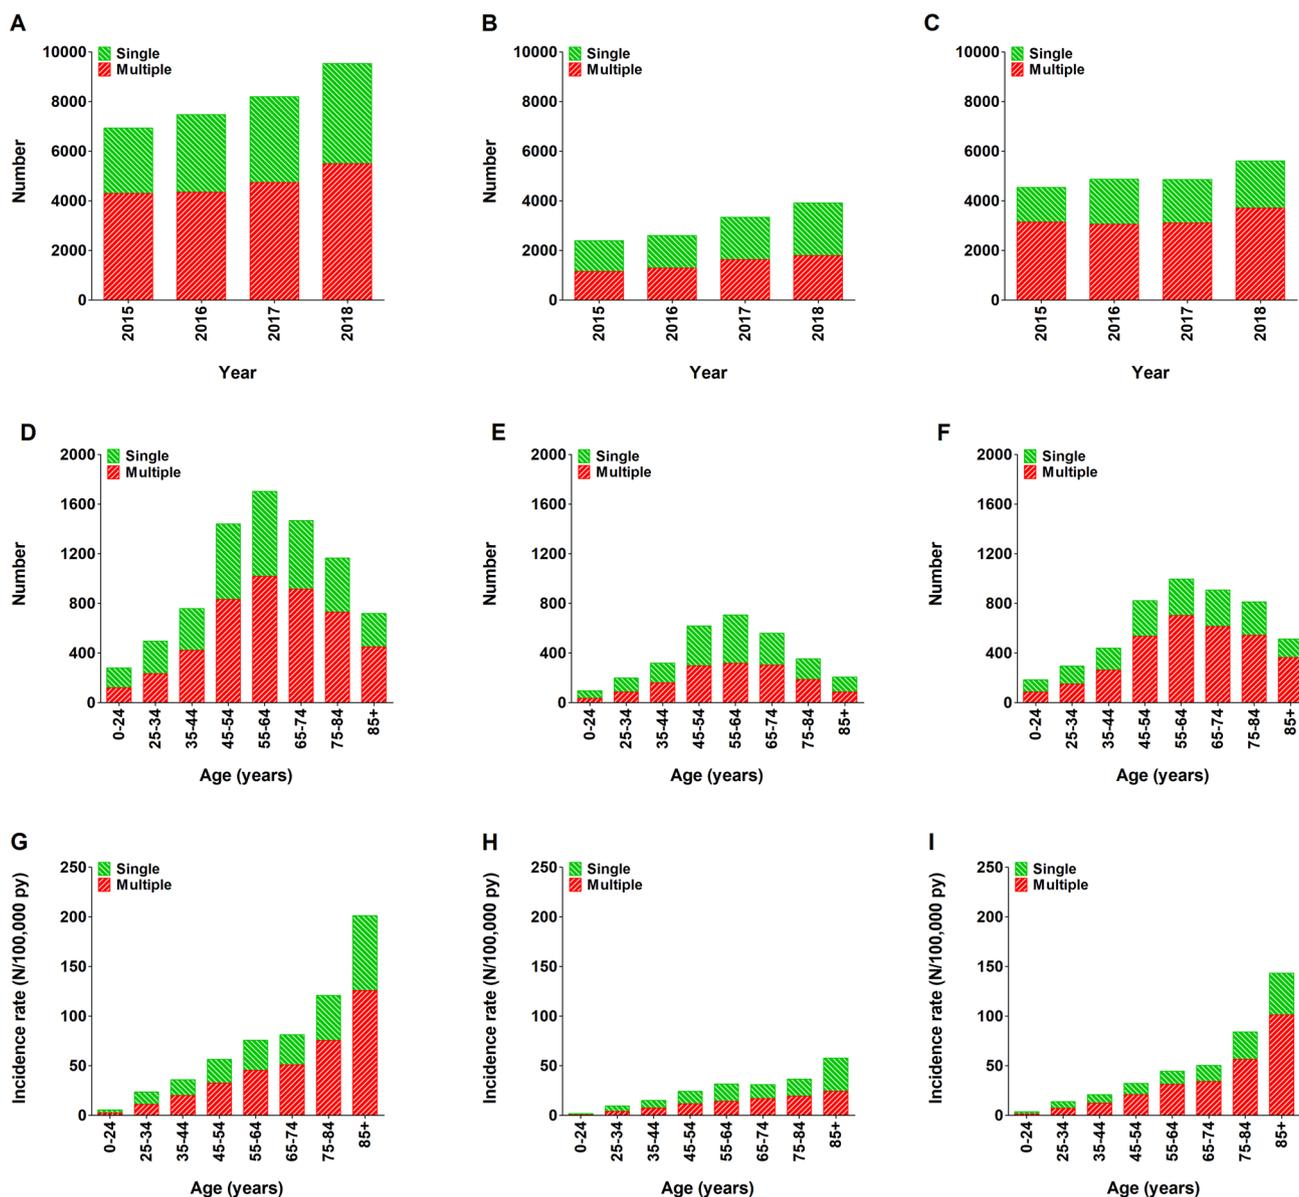 A
Single
Multiple
10000
8000
6000
4000
2000
0
Number
2015
2016
2017
2018
Year
B
Single
Multiple
10000
8000
6000
4000
2000
0
Number
2015
2016
2017
2018
Year
C
Single
Multiple
10000
8000
6000
4000
2000
0
Number
2015
2016
2017
2018
Year
D
Single
Multiple
2000
1600
1200
800
400
0
Number
0-24
25-34
35-44
45-54
55-64
65-74
75-84
85+
Age (years)
E
Single
Multiple
2000
1600
1200
800
400
0
Number
0-24
25-34
35-44
45-54
55-64
65-74
75-84
85+
Age (years)
F
Single
Multiple
2000
1600
1200
800
400
0
Number
0-24
25-34
35-44
45-54
55-64
65-74
75-84
85+
Age (years)
G
Single
Multiple
250
200
150
100
50
0
Incidence rate (N/100,000 py)
0-24
25-34
35-44
45-54
55-64
65-74
75-84
85+
Age (years)
H
Single
Multiple
250
200
150
100
50
0
Incidence rate (N/100,000 py)
0-24
25-34
35-44
45-54
55-64
65-74
75-84
85+
Age (years)
I
Single
Multiple
250
200
150
100
50
0
Incidence rate (N/100,000 py)
0-24
25-34
35-44
45-54
55-64
65-74
75-84
85+
Age (years)